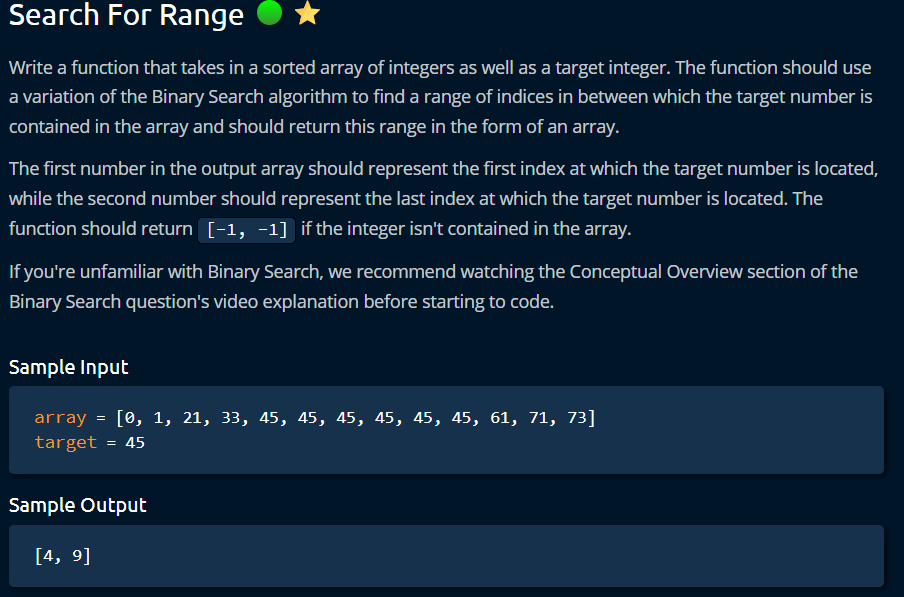 Search For Range
Write a function that takes in a sorted array of integers as well as a target integer. The function should use
a variation of the Binary Search algorithm to find a range of indices in between which the target number is
contained in the array and should return this range in the form of an array.
The first number in the output array should represent the first index at which the target number is located,
while the second number should represent the last index at which the target number is located. The
function should return [-1, -1] if the integer isn't contained in the array.
If you're unfamiliar with Binary Search, we recommend watching the Conceptual Overview section of the
Binary Search question's video explanation before starting to code.
Sample Input
array = [0, 1, 21, 33, 45, 45, 45, 45, 45, 45, 61, 71, 73]
target = 45
Sample Output
[4, 9]